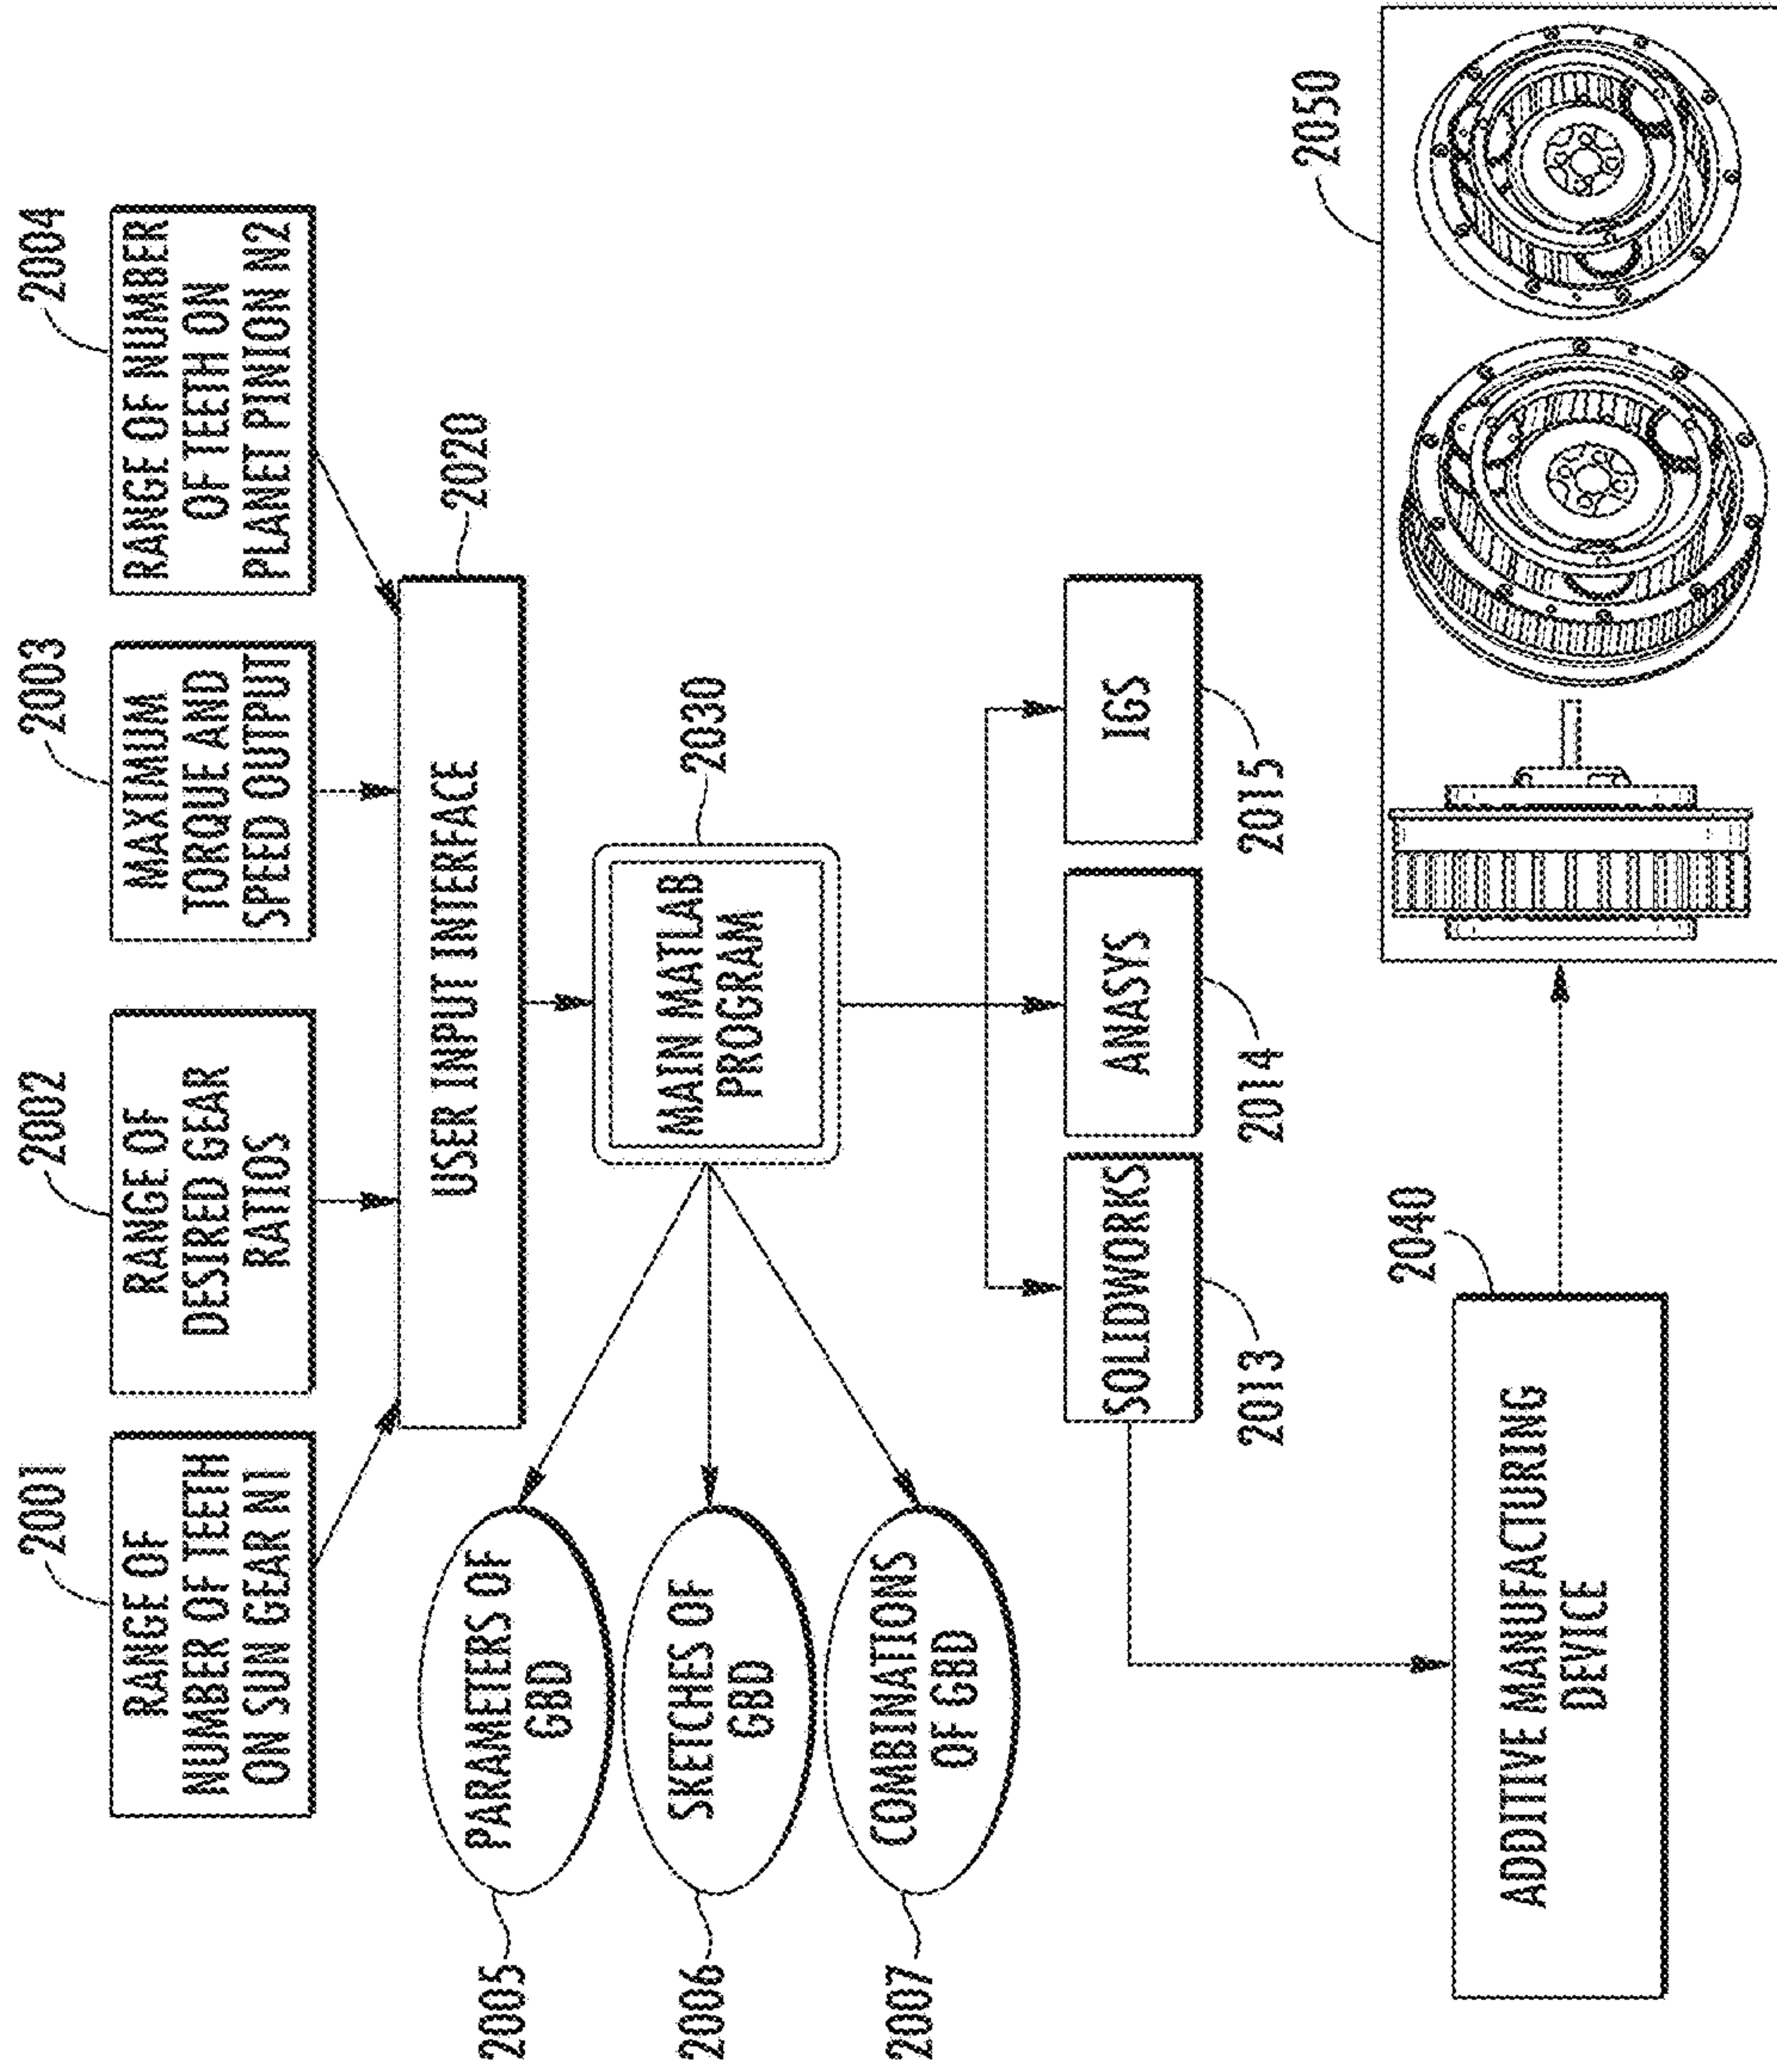 2001
RANGE OF
NUMBER OF TEETH
ON SUN GEAR N1
2002
RANGE OF
DESIRED GEAR
RATIOS
2003
MAXIMUM
TORQUE AND
SPEED OUTPUT
2004
RANGE OF NUMBER
OF TEETH ON
PLANET PINION N2
USER INPUT INTERFACE
2020
2005
PARAMETERS OF
GBD
2006
SKETCHES OF
GBD
2007
COMBINATIONS
OF GBD
MAIN MATLAB
PROGRAM
2030
SOLIDWORKS
2013
ANASYS
2014
IGS
2015
ADDITIVE MANUFACTURING
DEVICE
2040
2050